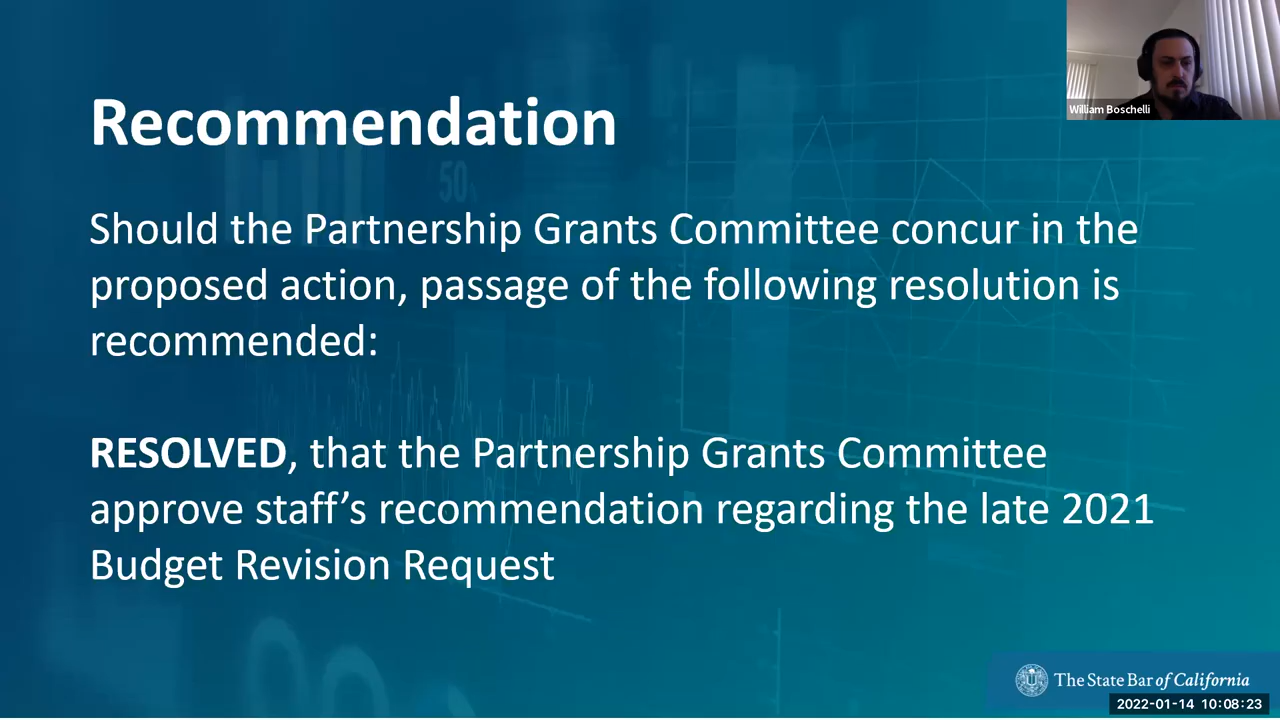 William Boschelli
Recommendation
50%
Should the Partnership Grants Committee concur in the
proposed action, passage of the following resolution is
recommended:
RESOLVED, that the Partnership Grants Committee
approve staff’s recommendation regarding the late 2021
Budget Revision Request
The State Bar of California
2022-01-14 10:08:23